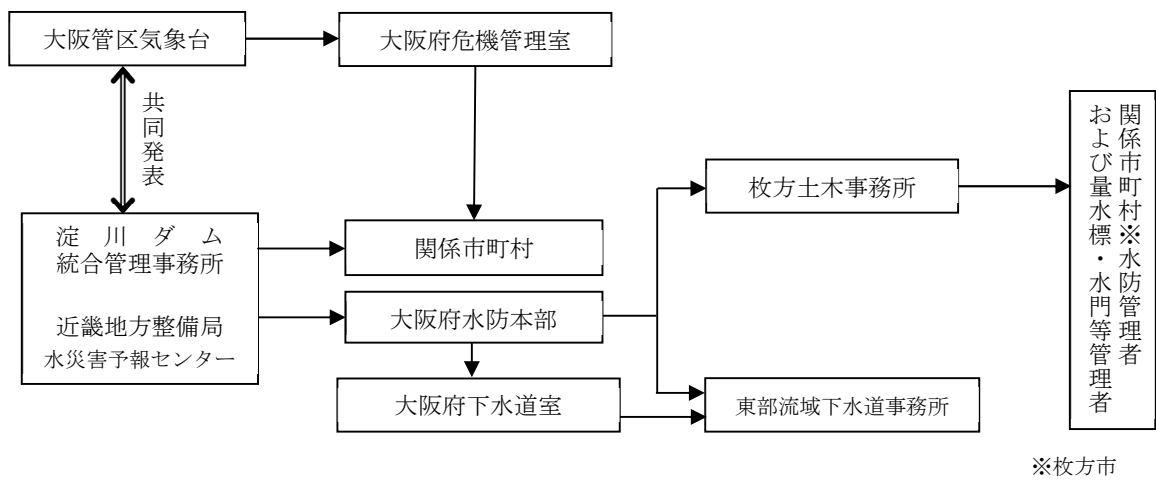 大阪管区気象台
大阪府危機管理室
共同発表
淀川ダム
統合管理事務所
近畿地方整備局
水災害予報センター
関係市町村
大阪府水防本部
大阪府下水道室
枚方土木事務所
東部流域下水道事務所
関係市町村※水防管理者
および量水標・水門等管理者
※枚方市